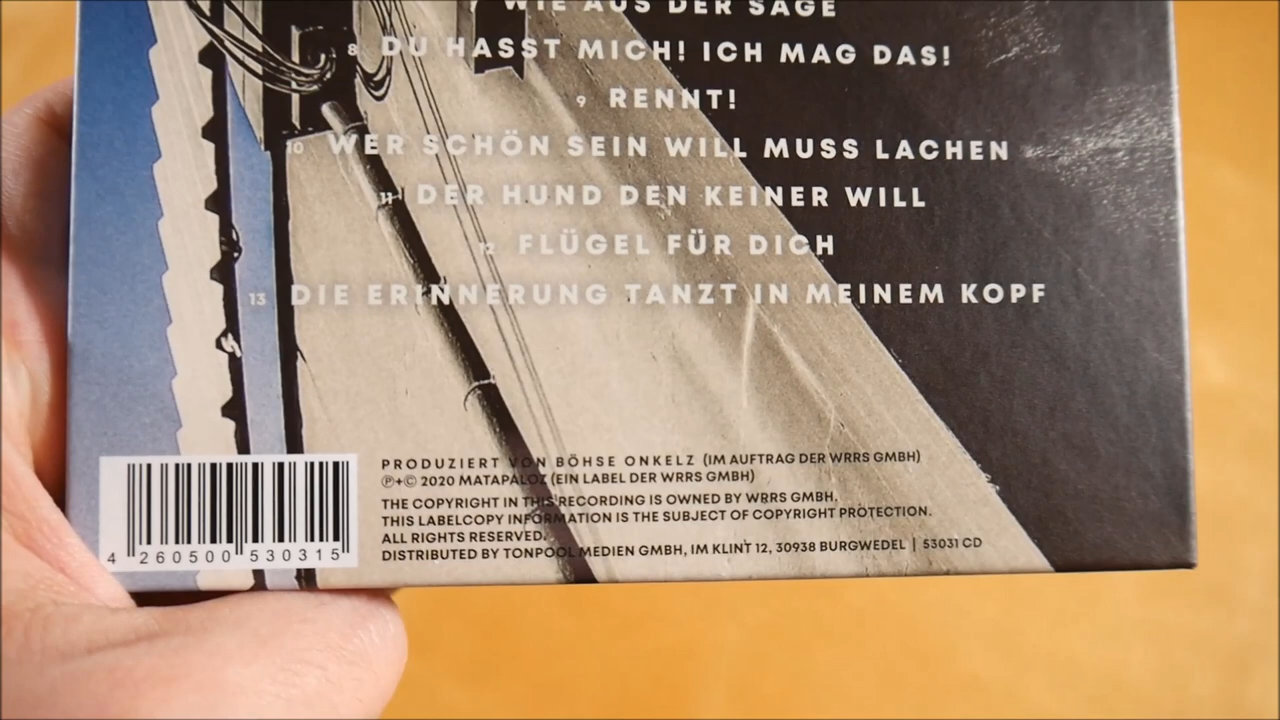 WIE AUS DER SAGE
8 DU HASST MICH! ICH MAG DAS!
9 RENNT!
10 WER SCHÖN SEIN WILL MUSS LACHEN
11 DER HUND DEN KEINER WILL
12 FLÜGEL FÜR DICH
13 DIE ERINNERUNG TANZT IN MEINEM KOPF
PRODUZIERT VON BÖHSE ONKELZ (IM AUFTRAG DER WRRS GMBH)
℗+© 2020 MATAPALOZ (EIN LABEL DER WRRS GMBH)
THE COPYRIGHT IN THIS RECORDING IS OWNED BY WRRS GMBH.
THIS LABELCOPY INFORMATION IS THE SUBJECT OF COPYRIGHT PROTECTION.
ALL RIGHTS RESERVED.
DISTRIBUTED BY TONPOOL MEDIEN GMBH, IM KLINT 12, 30938 BURGWEDEL | 53031 CD
4 260500 530315